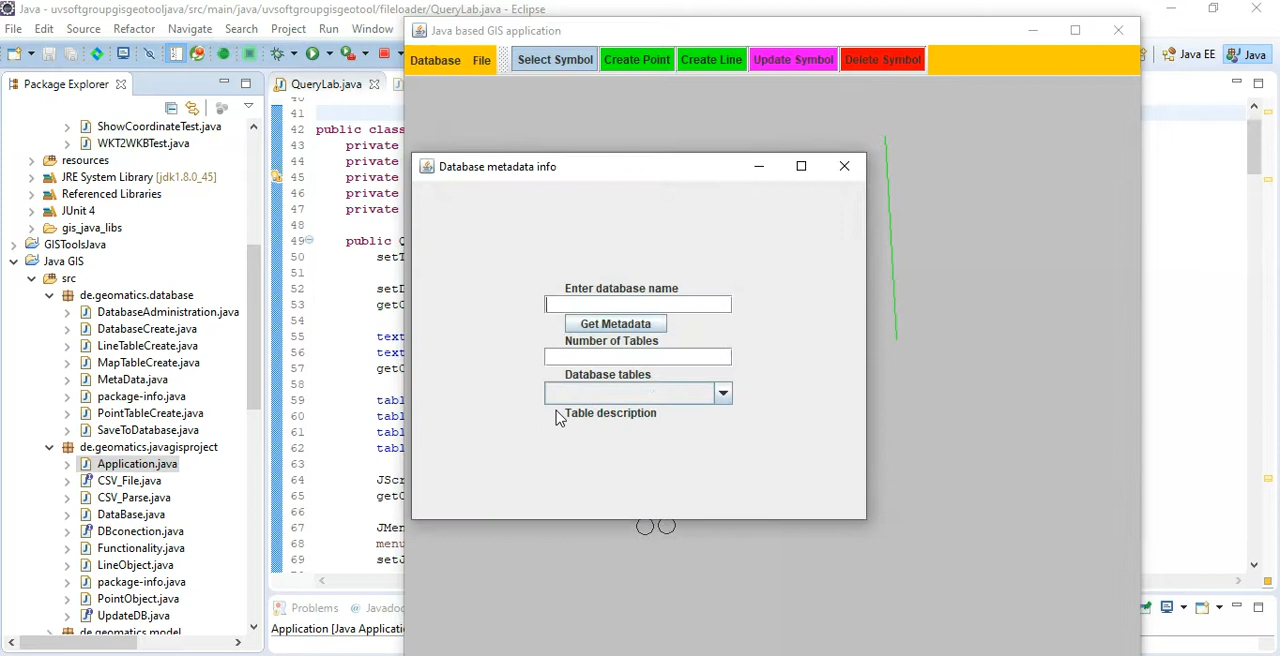 Java - uvsoftgroupgisgeotooljava/src/main/java/uvsoftgroupgisgeotool/fileloader/QueryLab.java - Eclipse
File Edit Source Refactor Navigate Search Project Run Window
Java EE Java
Package Explorer
ShowCoordinateTest.java
WKT2WKBTest.java
resources
JRE System Library [jdk1.8.0_45]
Referenced Libraries
JUnit 4
gis_java_libs
GISToolsJava
Java GIS
src
de.geomatics.database
DatabaseAdministration.java
DatabaseCreate.java
LineTableCreate.java
MapTableCreate.java
MetaData.java
package-info.java
PointTableCreate.java
SaveToDatabase.java
de.geomatics.javagisproject
Application.java
CSV_File.java
CSV_Parse.java
DataBase.java
DBconection.java
Functionality.java
LineObject.java
package-info.java
PointObject.java
UpdateDB.java
de.geomatics.model
QueryLab.java
40
41
42 public class
43 private
44 private
45 private
46 private
47 private
48
49 public Q
50 setT
51
52 setD
53 getC
54
55 text
56 text
57 getC
58
59 tabl
60 tabl
61 tabl
62 tabl
63
64 JScr
65 getC
66
67 JMen
68 menu
69 setJ
Problems Javadoc
Application [Java Applicati
Java based GIS application
Database File Select Symbol Create Point Create Line Update Symbol Delete Symbol
Database metadata info
Enter database name
Get Metadata
Number of Tables
Database tables
Table description